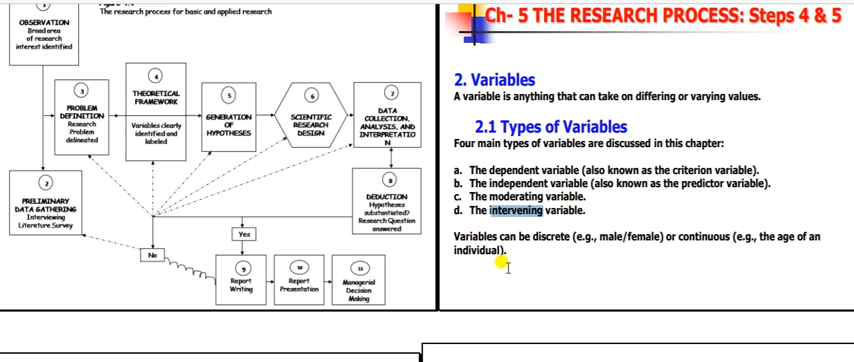 The research process for basic and applied research
1
OBSERVATION
Broad area
of research
interest identified
2
PRELIMINARY
DATA GATHERING
Interviewing
Literature Survey
3
PROBLEM
DEFINITION
Research
Problem
delineated
4
THEORETICAL
FRAMEWORK
Variables clearly
identified and
labeled
5
GENERATION
OF
HYPOTHESES
6
SCIENTIFIC
RESEARCH
DESIGN
7
DATA
COLLECTION,
ANALYSIS, AND
INTERPRETATIO
N
8
DEDUCTION
Hypotheses
substantiated?
Research Question
answered
Yes
No
9
Report
Writing
10
Report
Presentation
11
Managerial
Decision
Making
Ch- 5 THE RESEARCH PROCESS: Steps 4 & 5
2. Variables
A variable is anything that can take on differing or varying values.
2.1 Types of Variables
Four main types of variables are discussed in this chapter:
a. The dependent variable (also known as the criterion variable).
b. The independent variable (also known as the predictor variable).
c. The moderating variable.
d. The intervening variable.
Variables can be discrete (e.g., male/female) or continuous (e.g., the age of an
individual).